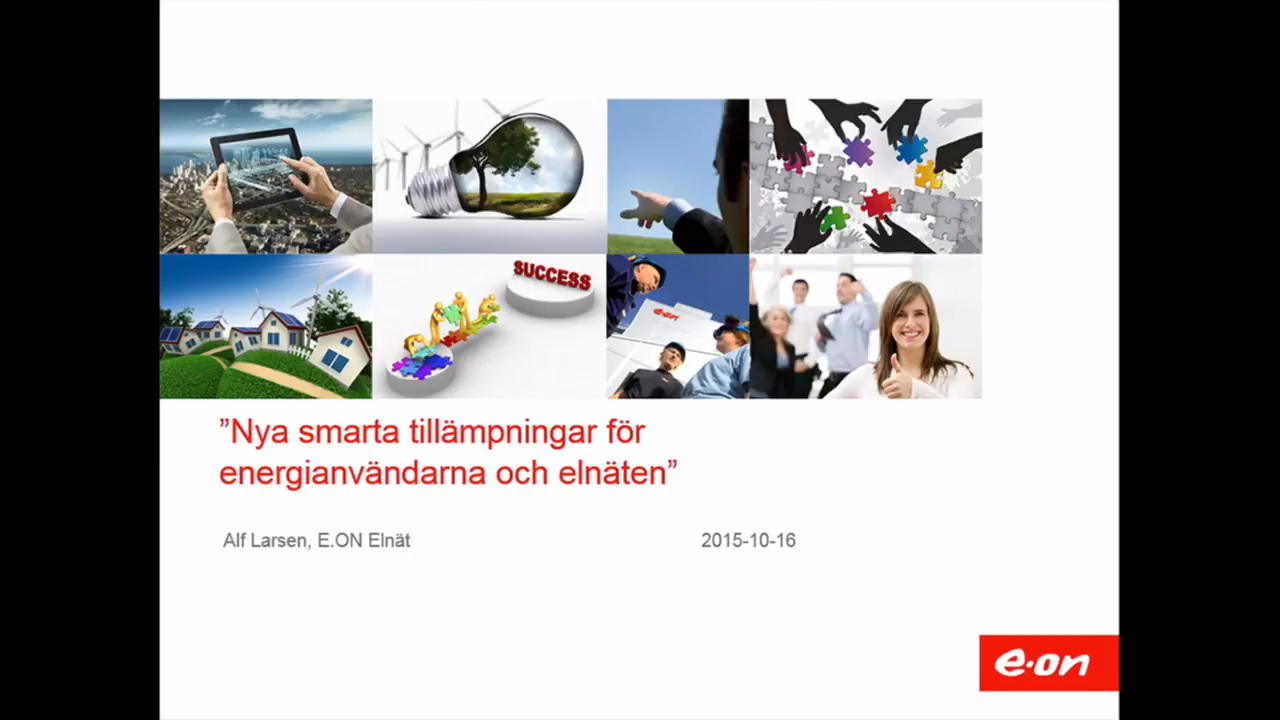 SUCCESS
e·on
”Nya smarta tillämpningar för
energianvändarna och elnäten”
Alf Larsen, E.ON Elnät 2015-10-16
e·on